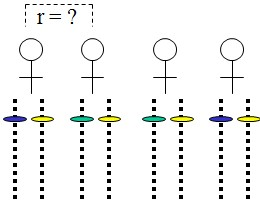 r = ?